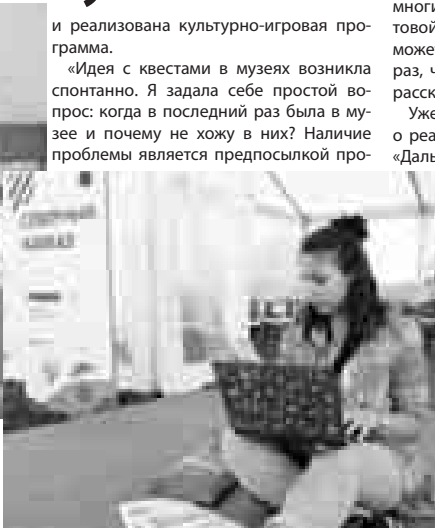 и реализована культурно-игровая про-
грамма.
«Идея с квестами в музеях возникла
спонтанно. Я задала себе простой во-
прос: когда в последний раз была в му-
зее и почему не хожу в них? Наличие
проблемы является предпосылкой про-
многи
товой
может
раз, ч
расск
Уже
о реа
«Даль